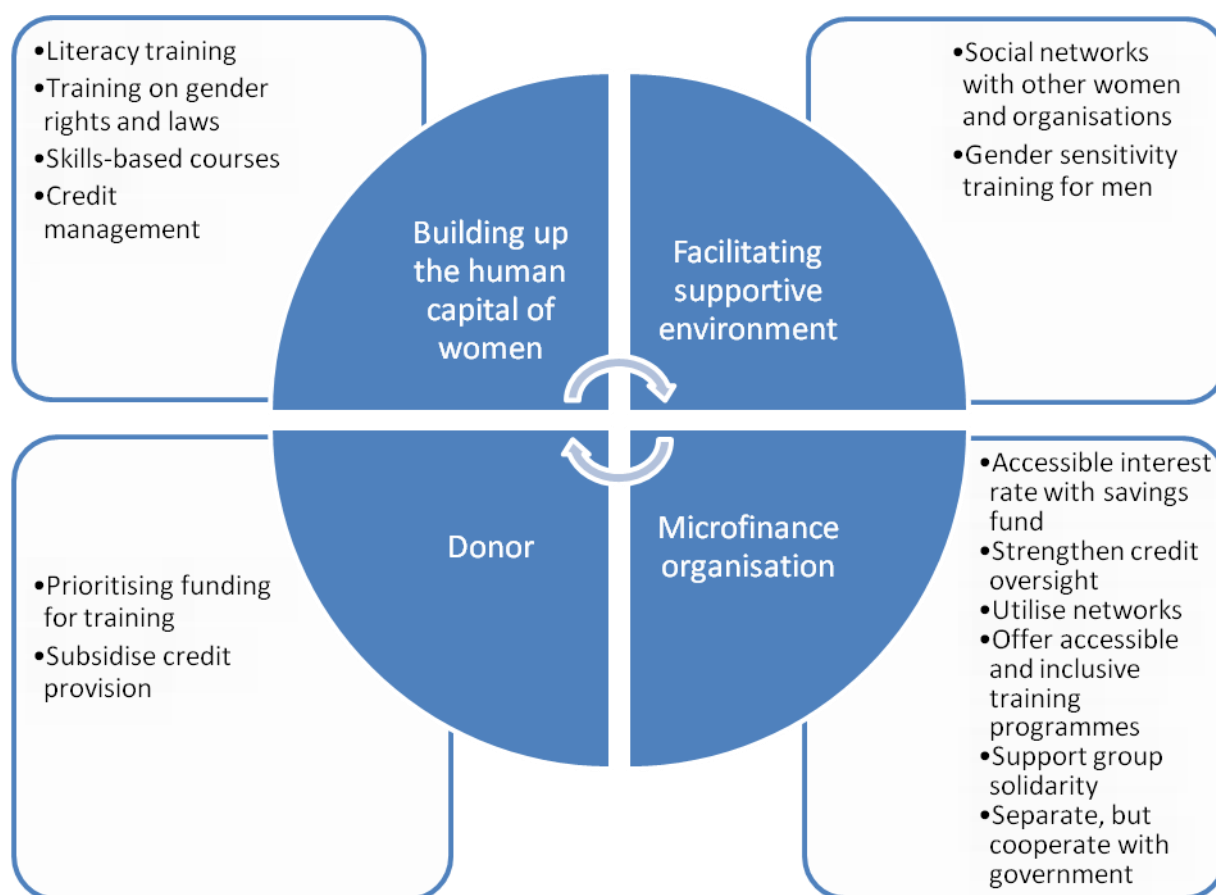 •Literacy training
•Training on gender
rights and laws
•Skills-based courses
•Credit
management
Building up
the human
capital of
women
Facilitating
supportive
environment
•Social networks
with other women
and organisations
•Gender sensitivity
training for men
•Prioritising funding
for training
•Subsidise credit
provision
Donor
Microfinance
organisation
•Accessible interest
rate with savings
fund
•Strengthen credit
oversight
•Utilise networks
•Offer accessible
and inclusive
training
programmes
•Support group
solidarity
•Separate, but
cooperate with
government